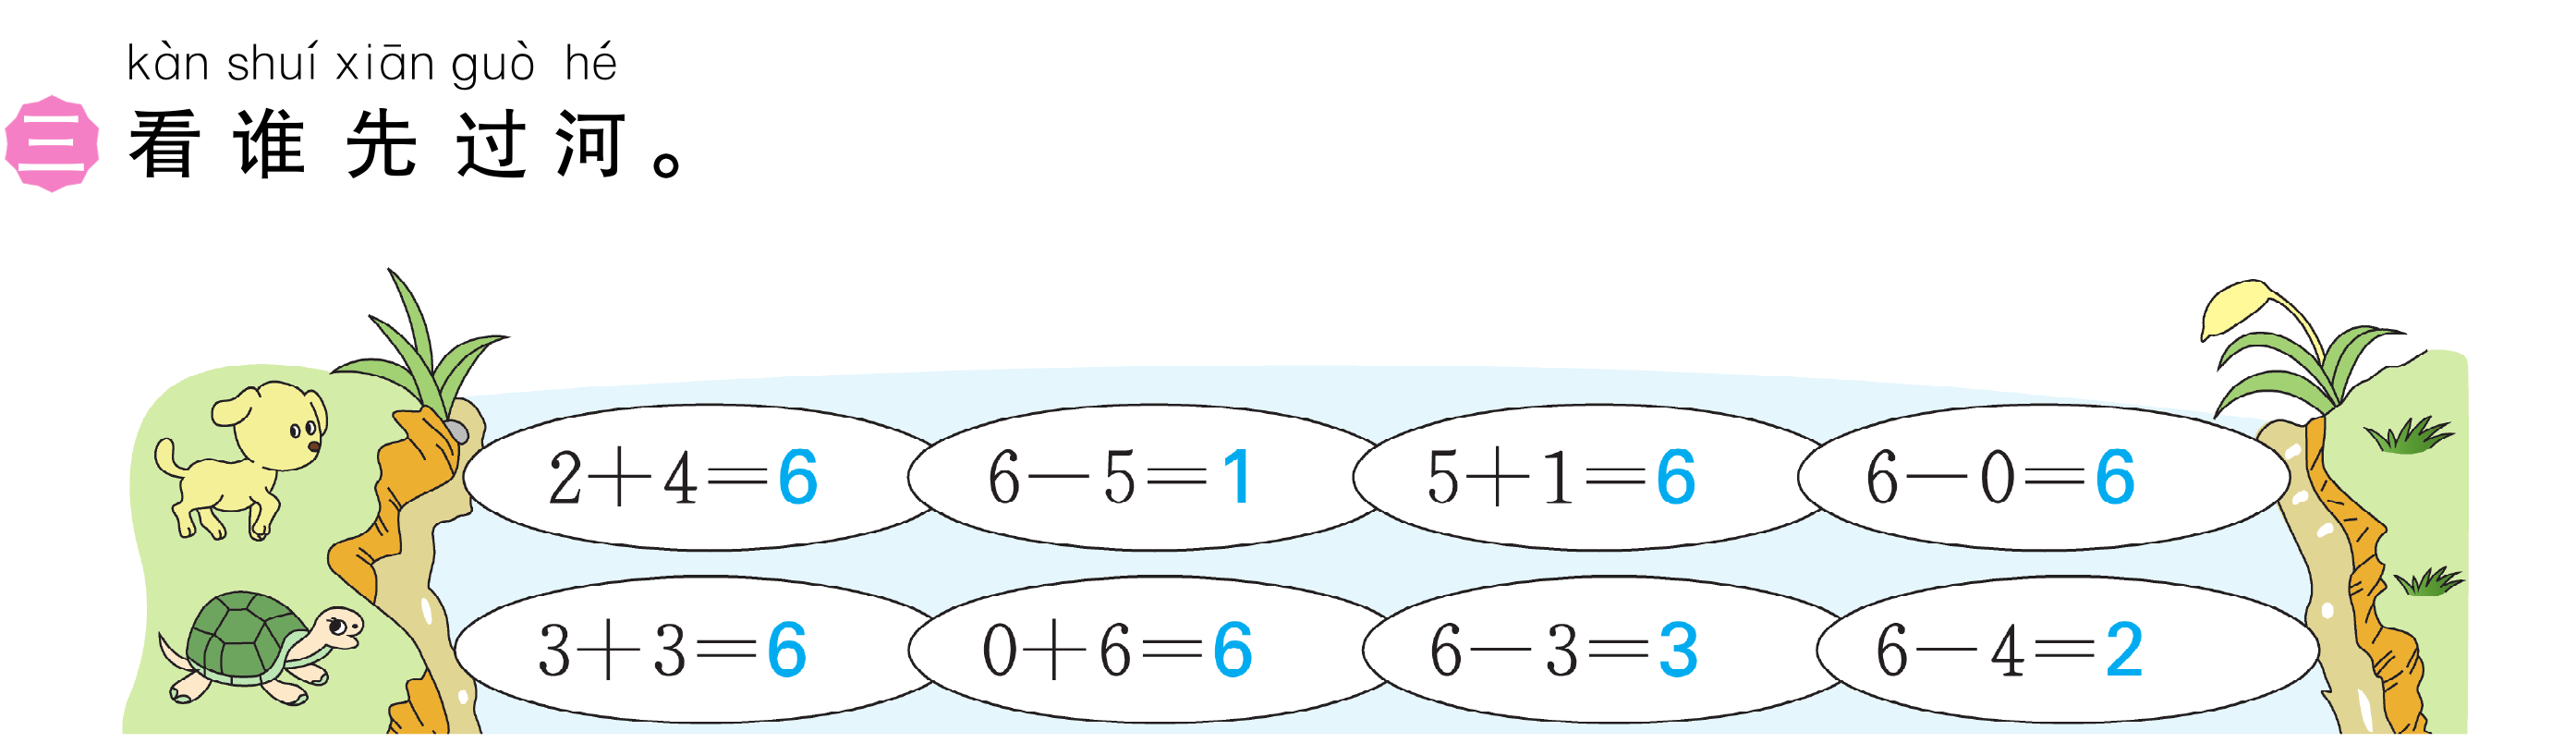 kàn shuí xiān guò hé
三 看谁先过河。
2+4=6 6-5=1 5+1=6 6-0=6
3+3=6 0+6=6 6-3=3 6-4=2